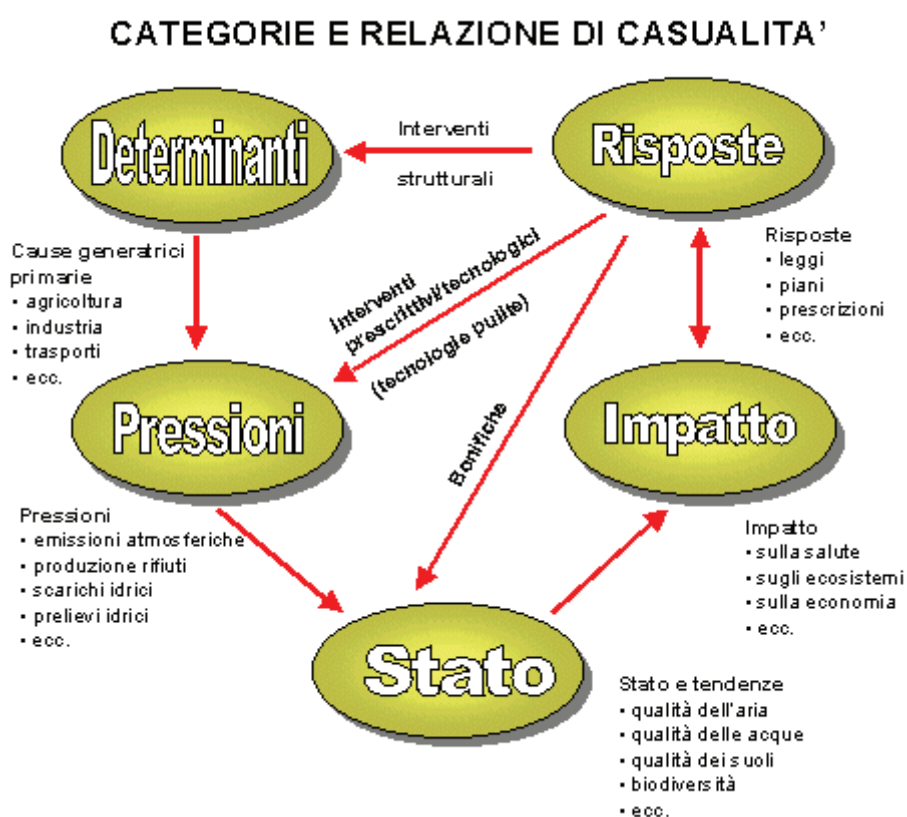 CATEGORIE E RELAZIONE DI CASUALITA'
Determinanti
Interventi
strutturali
Risposte
Cause generatrici
primarie
• agricoltura
• industria
• trasporti
• ecc.
Interventi
prescrittivi/tecnologici
(tecnologie pulite)
Risposte
• leggi
• piani
• prescrizioni
• ecc.
Pressioni
Bonifiche
Impatto
Pressioni
• emissioni atmosferiche
• produzione rifiuti
• scarichi idrici
• prelievi idrici
• ecc.
Impatto
• sulla salute
• sugli ecosistemi
• sulla economia
• ecc.
Stato
Stato e tendenze
• qualità dell'aria
• qualità delle acque
• qualità dei suoli
• biodiversità
• ecc.